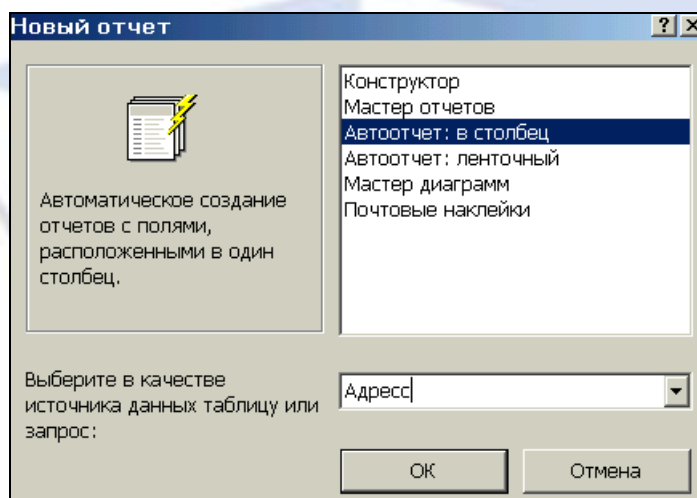 Новый отчет
Конструктор
Мастер отчетов
Автоотчет: в столбец
Автоотчет: ленточный
Мастер диаграмм
Почтовые наклейки
Автоматическое создание
отчетов с полями,
расположенными в один
столбец.
Выберите в качестве
источника данных таблицу или
запрос:
Адресс
ОК
Отмена